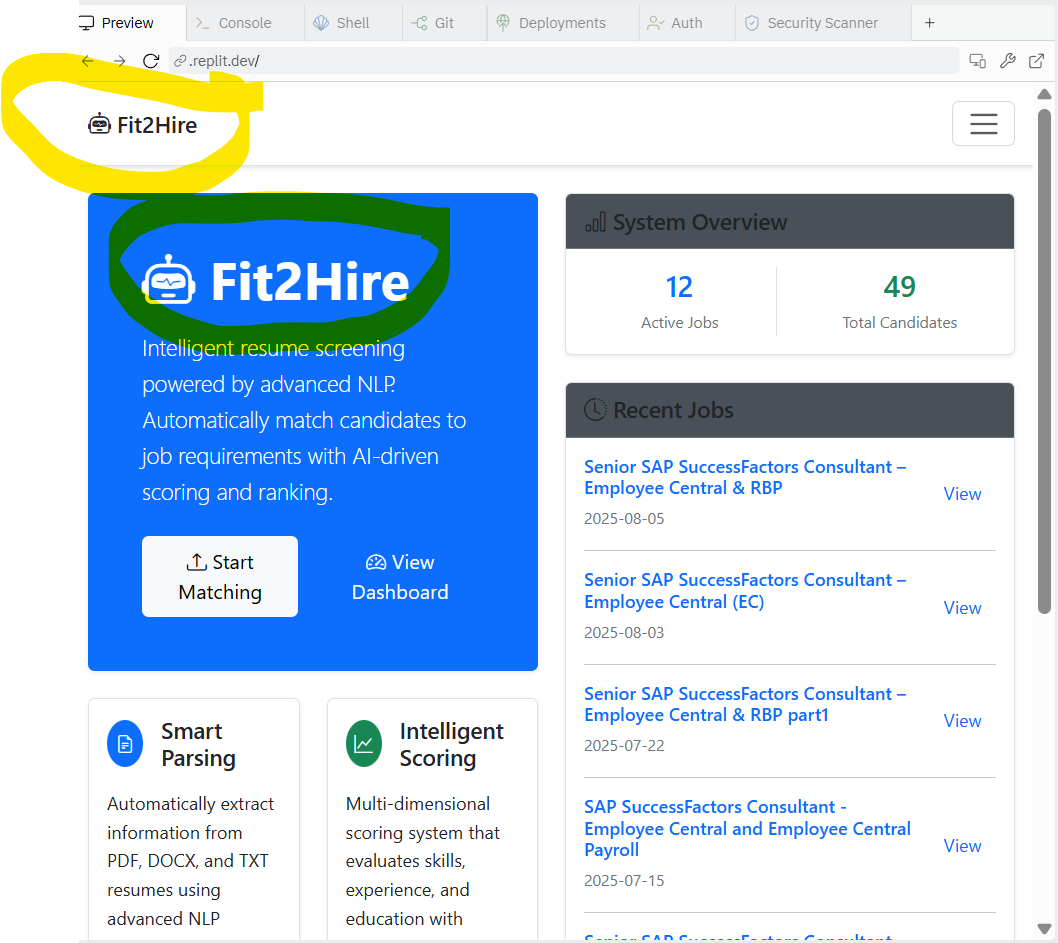 Preview
Console
Shell
Git
Deployments
Auth
Security Scanner
.replit.dev/
Fit2Hire
Fit2Hire
Intelligent resume screening
powered by advanced NLP.
Automatically match candidates to
job requirements with AI-driven
scoring and ranking.
Start
Matching
View
Dashboard
Smart
Parsing
Automatically extract
information from
PDF, DOCX, and TXT
resumes using
advanced NLP
Intelligent
Scoring
Multi-dimensional
scoring system that
evaluates skills,
experience, and
education with
System Overview
12
Active Jobs
49
Total Candidates
Recent Jobs
Senior SAP SuccessFactors Consultant –
Employee Central & RBP
2025-08-05
View
Senior SAP SuccessFactors Consultant –
Employee Central (EC)
2025-08-03
View
Senior SAP SuccessFactors Consultant –
Employee Central & RBP part1
2025-07-22
View
SAP SuccessFactors Consultant -
Employee Central and Employee Central
Payroll
2025-07-15
View
Senior SAP SuccessFactors Consultant